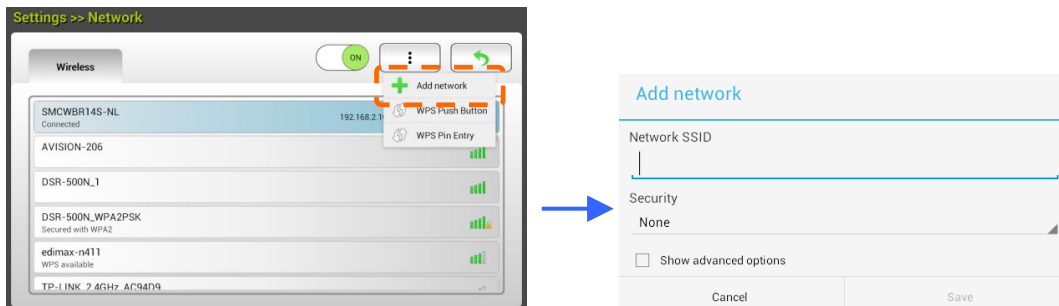 Settings >> Network
Wireless
ON
Add network
WPS Push Button
WPS Pin Entry
SMCWBR14S-NL
Connected
192.168.2.1
AVISION-206
DSR-500N_1
DSR-500N_WPA2PSK
Secured with WPA2
edimax-n411
WPS available
TP-LINK_2.4GHz_AC94D9
Add network
Network SSID
Security
None
Show advanced options
Cancel
Save